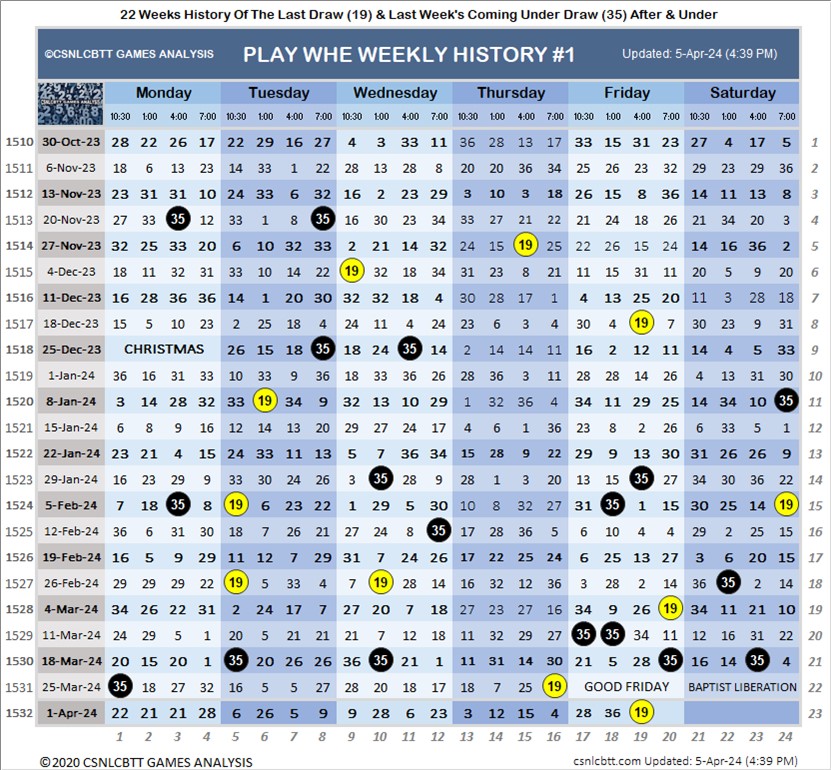 22 Weeks History Of The Last Draw (19) & Last Week's Coming Under Draw (35) After & Under
©CSNLCBTT GAMES ANALYSIS PLAY WHE WEEKLY HISTORY #1 Updated: 5-Apr-24 (4:39 PM)
CSNLCBTT GAMES ANALYSIS Monday Tuesday Wednesday Thursday Friday Saturday
10:30 1:00 4:00 7:00 10:30 1:00 4:00 7:00 10:30 1:00 4:00 7:00 10:30 1:00 4:00 7:00 10:30 1:00 4:00 7:00 10:30 1:00 4:00 7:00
1510 30-Oct-23 28 22 26 17 22 29 16 27 4 3 33 11 36 28 13 17 33 15 31 23 27 4 17 5 1
1511 6-Nov-23 18 6 13 23 14 33 1 22 28 13 28 8 20 20 36 34 25 26 23 32 29 23 29 36 2
1512 13-Nov-23 23 31 31 10 24 33 6 32 16 2 23 29 3 10 3 18 26 15 8 36 14 11 13 8 3
1513 20-Nov-23 27 33 35 12 33 1 8 35 16 30 23 34 33 27 21 22 21 24 18 26 21 34 20 3 4
1514 27-Nov-23 32 25 33 20 6 10 32 33 2 21 14 32 24 15 19 25 22 26 15 24 14 16 36 2 5
1515 4-Dec-23 18 11 32 31 33 10 14 22 19 32 18 34 31 23 8 21 11 15 31 11 20 5 9 20 6
1516 11-Dec-23 16 28 36 36 14 1 20 30 32 32 18 4 30 28 17 1 4 13 25 20 11 3 28 18 7
1517 18-Dec-23 15 5 10 23 2 25 18 4 24 11 4 24 23 6 3 4 30 4 19 7 30 23 9 31 8
1518 25-Dec-23 CHRISTMAS 26 15 18 35 18 24 35 14 2 14 14 11 16 2 12 11 14 4 5 33 9
1519 1-Jan-24 36 16 31 33 10 33 9 36 18 33 36 26 28 36 3 11 28 28 14 26 4 13 31 30 10
1520 8-Jan-24 3 14 28 32 33 19 34 9 32 13 10 29 1 32 36 4 34 11 29 25 14 34 10 35 11
1521 15-Jan-24 6 8 9 16 12 14 13 20 29 27 24 17 4 6 1 36 23 8 2 26 6 33 5 1 12
1522 22-Jan-24 23 21 4 15 24 33 11 13 5 7 36 34 15 28 9 22 29 9 13 30 31 26 26 9 13
1523 29-Jan-24 16 23 29 9 33 30 24 26 3 35 10 8 28 1 3 20 13 15 35 23 34 30 36 22 14
1524 5-Feb-24 7 18 35 8 19 6 23 22 1 29 5 30 10 8 32 27 31 35 1 15 30 25 14 19 15
1525 12-Feb-24 36 6 31 30 18 7 26 21 27 24 8 35 17 28 36 5 6 10 4 4 29 2 25 15 16
1526 19-Feb-24 16 5 9 29 11 12 7 29 31 7 24 26 17 22 25 24 6 25 13 27 3 6 20 15 17
1527 26-Feb-24 29 29 29 22 19 5 33 4 7 19 10 8 16 32 12 36 3 28 2 14 36 35 2 14 18
1528 4-Mar-24 34 26 22 31 2 24 17 7 27 20 7 18 27 23 27 16 34 9 26 19 34 11 21 10 19
1529 11-Mar-24 24 29 5 4 20 5 21 21 21 7 12 18 11 32 29 27 35 35 34 11 12 16 31 22 20
1530 18-Mar-24 20 15 20 1 35 26 20 26 36 35 21 1 11 31 14 30 21 5 28 35 16 14 35 4 21
1531 25-Mar-24 35 18 27 32 16 5 5 27 28 20 18 17 18 7 25 19 GOOD FRIDAY BAPTIST LIBERATION 22
1532 1-Apr-24 22 21 21 28 6 26 5 9 9 28 6 23 3 12 15 4 28 36 19 23
1 2 3 4 5 6 7 8 9 10 11 12 13 14 15 16 17 18 19 20 21 22 23 24
©2020 CSNLCBTT GAMES ANALYSIS csnlcbtt.com Updated: 5-Apr-24 (4:39 PM)